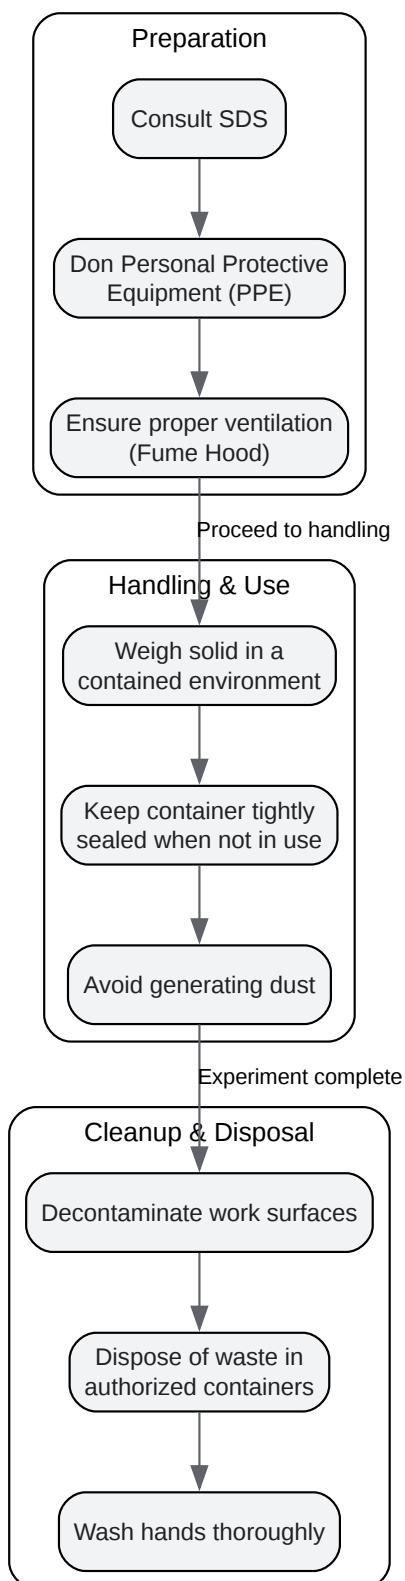 Preparation
Consult SDS
Don Personal Protective
Equipment (PPE)
Ensure proper ventilation
(Fume Hood)
Proceed to handling
Handling & Use
Weigh solid in a
contained environment
Keep container tightly
sealed when not in use
Avoid generating dust
Experiment complete
Cleanup & Disposal
Decontaminate work surfaces
Dispose of waste in
authorized containers
Wash hands thoroughly